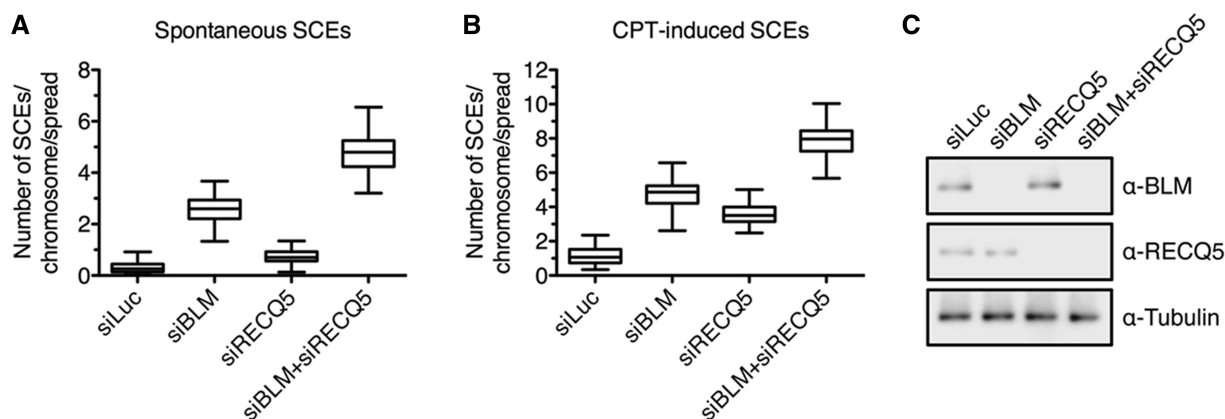 A
Spontaneous SCEs
Number of SCEs/
chromosome/spread
8
6
4
2
0
siLuc
siBLM
siRECQ5
siBLM+siRECQ5
B
CPT-induced SCEs
Number of SCEs/
chromosome/spread
12
10
8
6
4
2
0
siLuc
siBLM
siRECQ5
siBLM+siRECQ5
C
siLuc
siBLM
siRECQ5
siBLM+siRECQ5
α-BLM
α-RECQ5
α-Tubulin